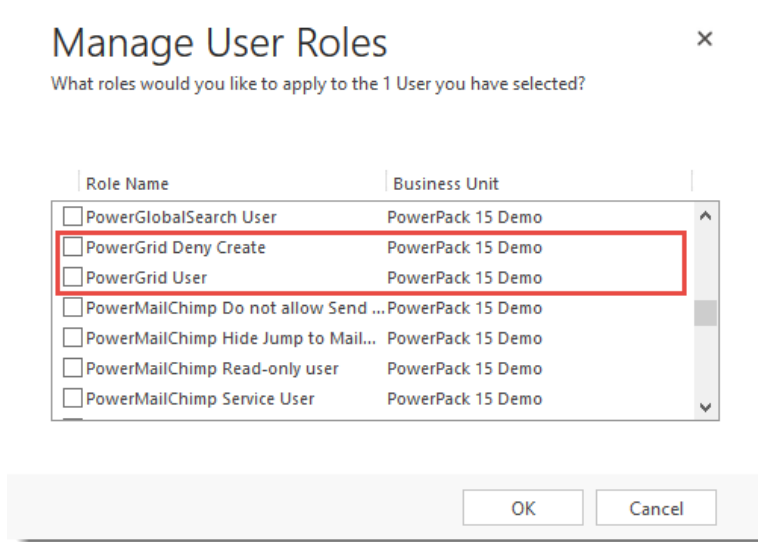 Manage User Roles
What roles would you like to apply to the 1 User you have selected?
Role Name Business Unit
PowerGlobalSearch User PowerPack 15 Demo
PowerGrid Deny Create PowerPack 15 Demo
PowerGrid User PowerPack 15 Demo
PowerMailChimp Do not allow Send ... PowerPack 15 Demo
PowerMailChimp Hide Jump to Mail... PowerPack 15 Demo
PowerMailChimp Read-only user PowerPack 15 Demo
PowerMailChimp Service User PowerPack 15 Demo
OK Cancel